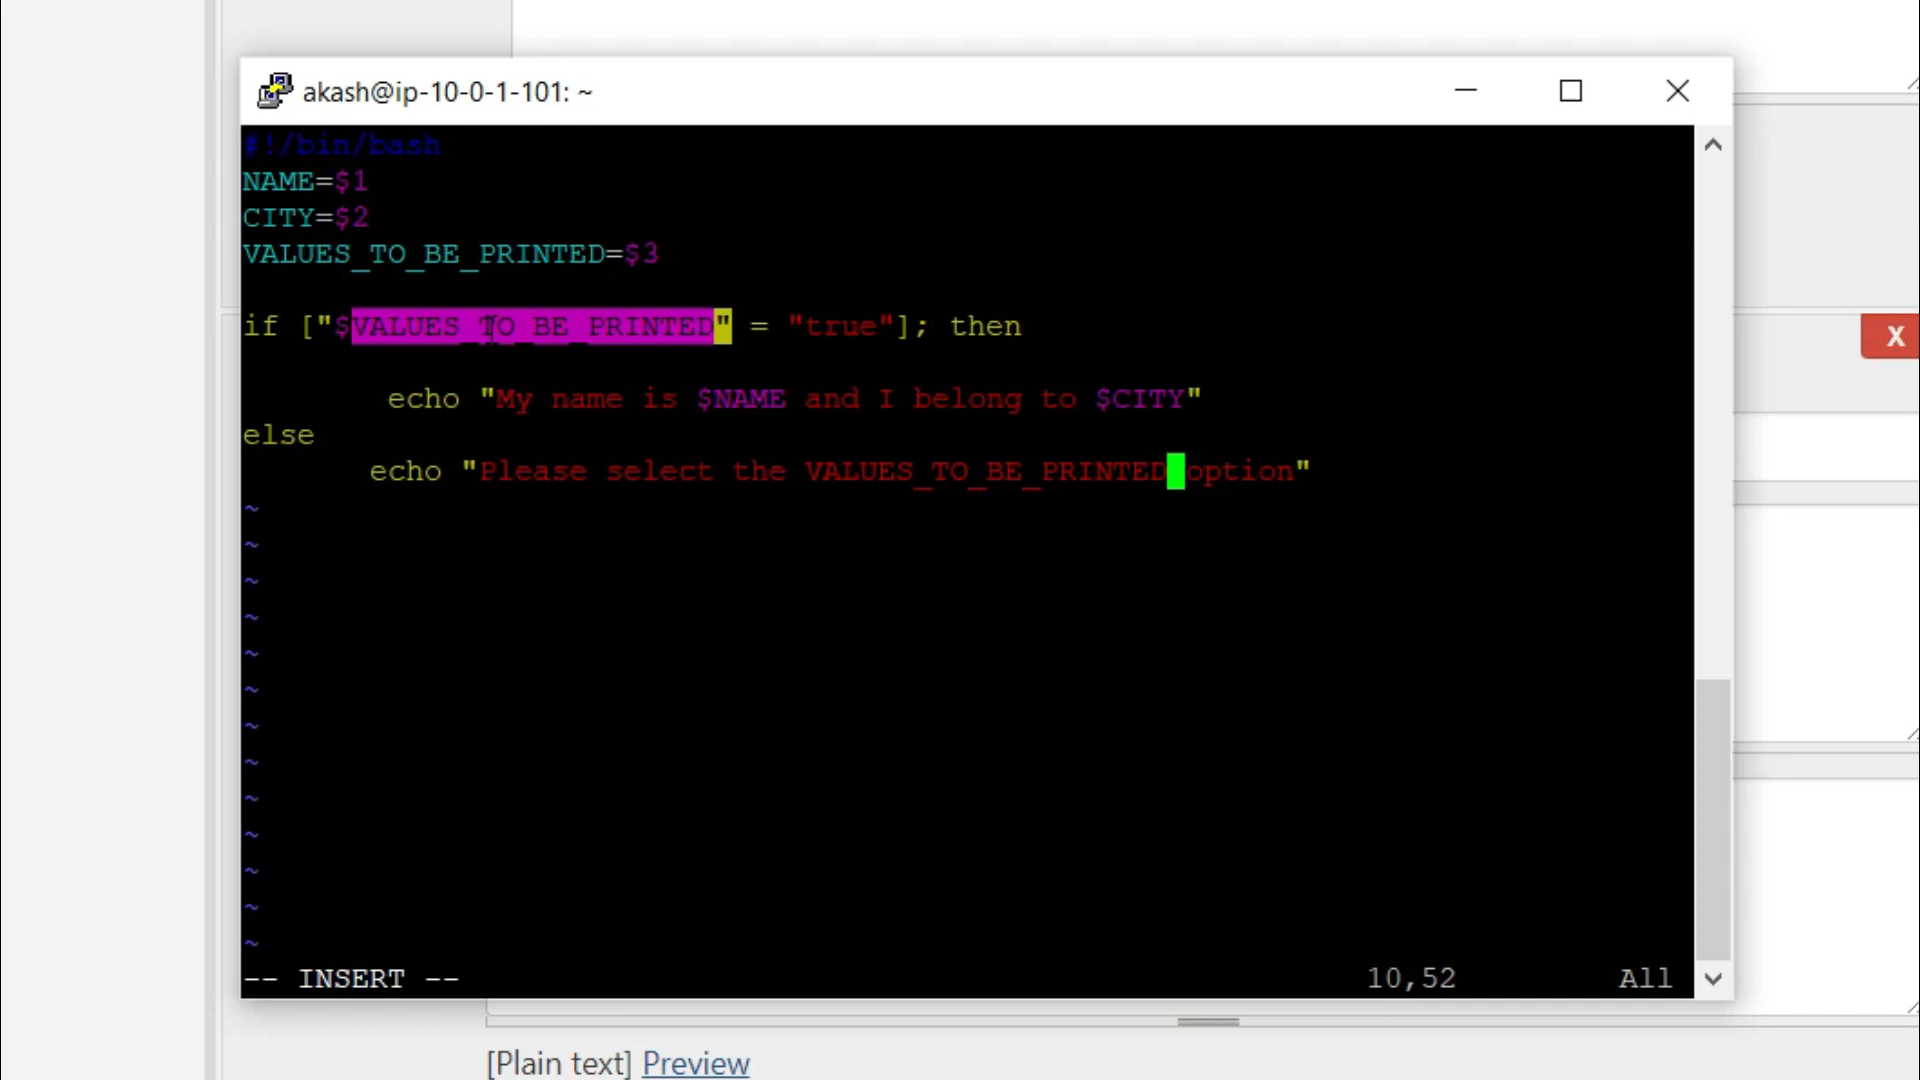 akash@ip-10-0-1-101: ~
#!/bin/bash
NAME=$1
CITY=$2
VALUES_TO_BE_PRINTED=$3
if ["$VALUES_TO_BE_PRINTED" = "true"]; then
X
echo "My name is $NAME and I belong to $CITY"
else
echo "Please select the VALUES_TO_BE_PRINTED option"
~
~
~
~
~
~
~
~
~
~
~
~
~
-- INSERT --	10,52	All
[Plain text] Preview